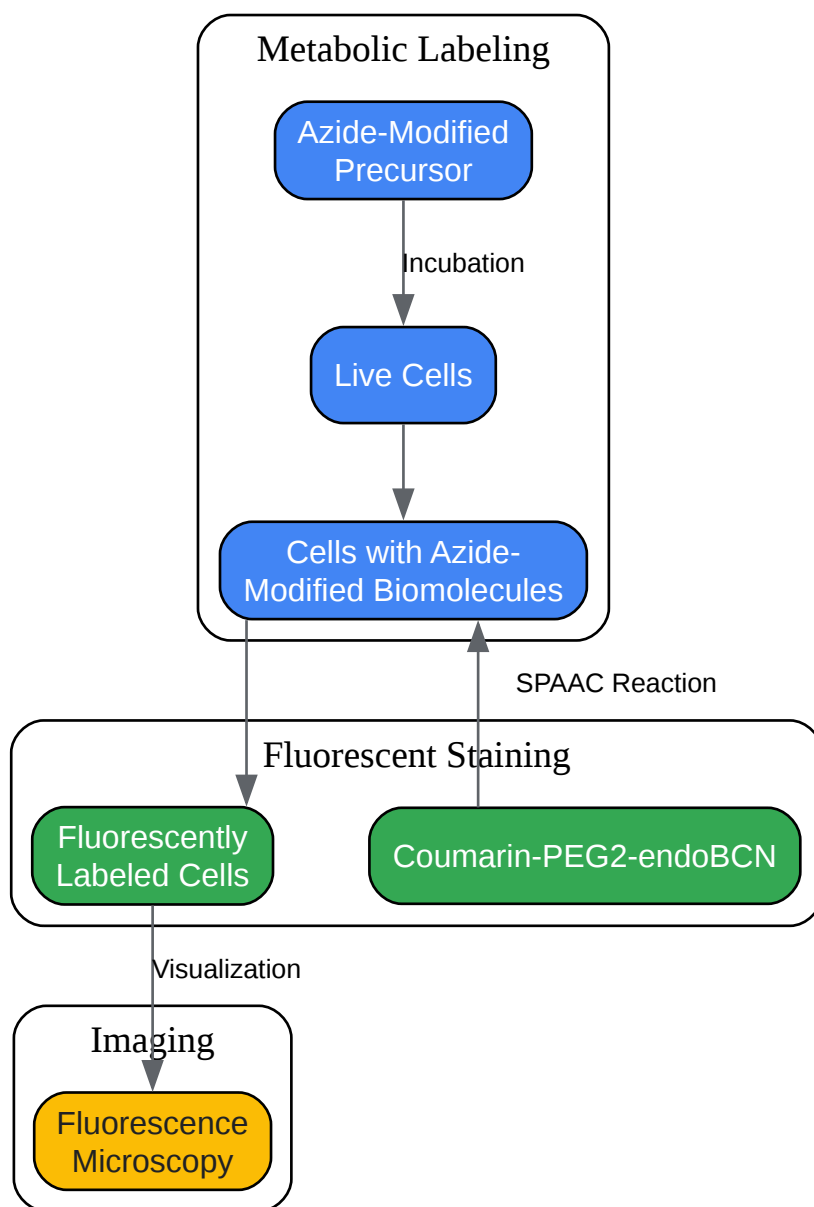 Metabolic Labeling
Azide-Modified
Precursor
Incubation
Live Cells
Cells with Azide-
Modified Biomolecules
SPAAC Reaction
Fluorescent Staining
Fluorescently
Labeled Cells
Coumarin-PEG2-endoBCN
Visualization
Imaging
Fluorescence
Microscopy